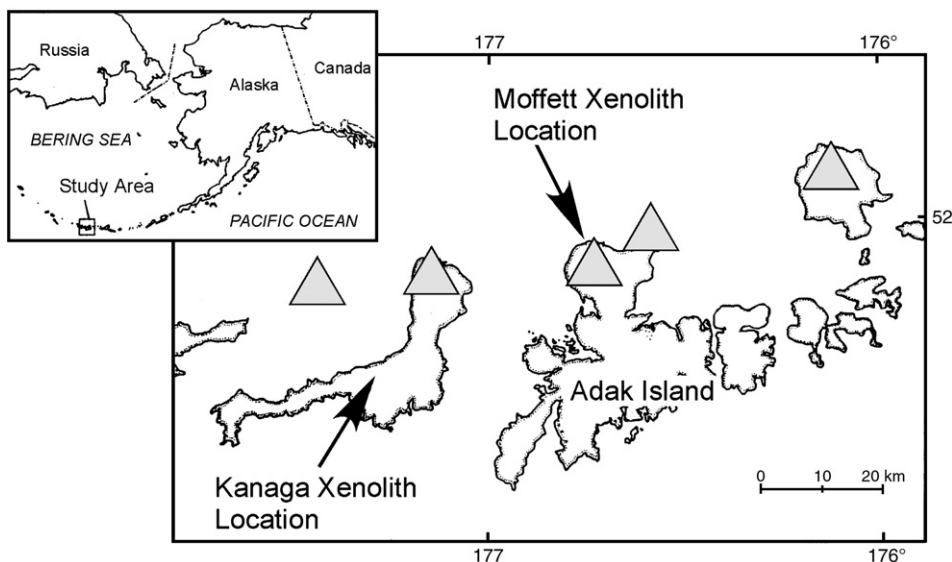 Russia
Canada
Alaska
BERING SEA
Study Area
PACIFIC OCEAN
177
176°
Moffett Xenolith
Location
52
Adak Island
Kanaga Xenolith
Location
0 10 20 km
177
176°